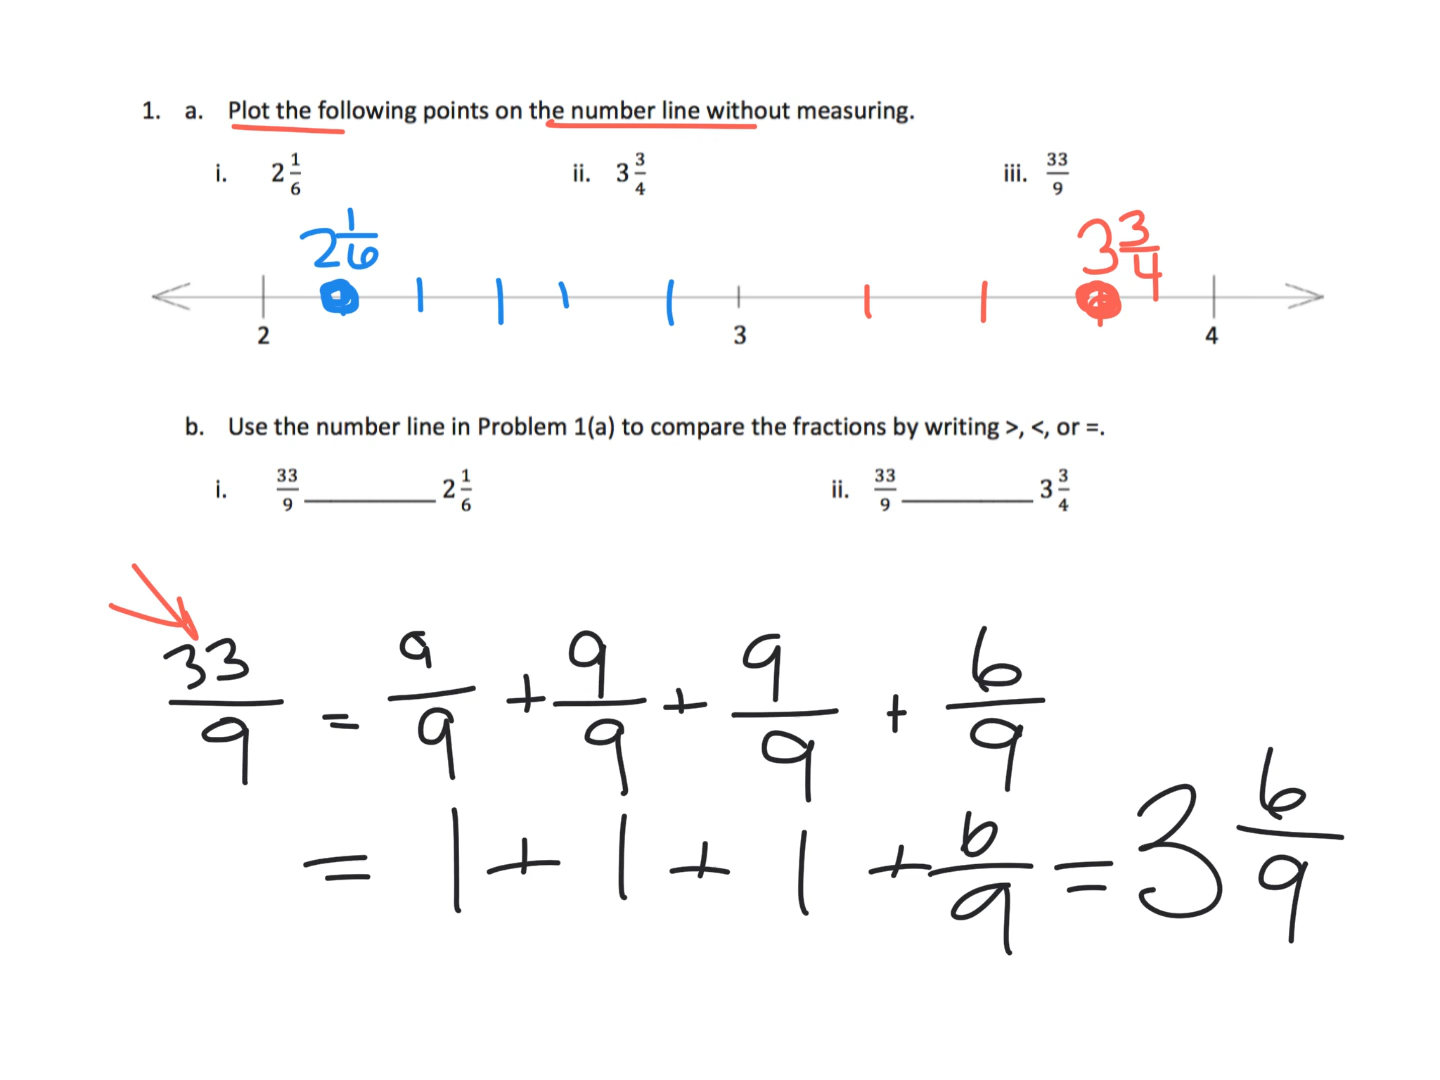 1. a. Plot the following points on the number line without measuring.
i. 2 1/6 ii. 3 3/4 iii. 33/9
2 1/6 3 3/4
2 3 4
b. Use the number line in Problem 1(a) to compare the fractions by writing >, <, or =.
i. 33/9 __________ 2 1/6 ii. 33/9 __________ 3 3/4
33/9 = 9/9 + 9/9 + 9/9 + 6/9
= 1 + 1 + 1 + 6/9 = 3 6/9